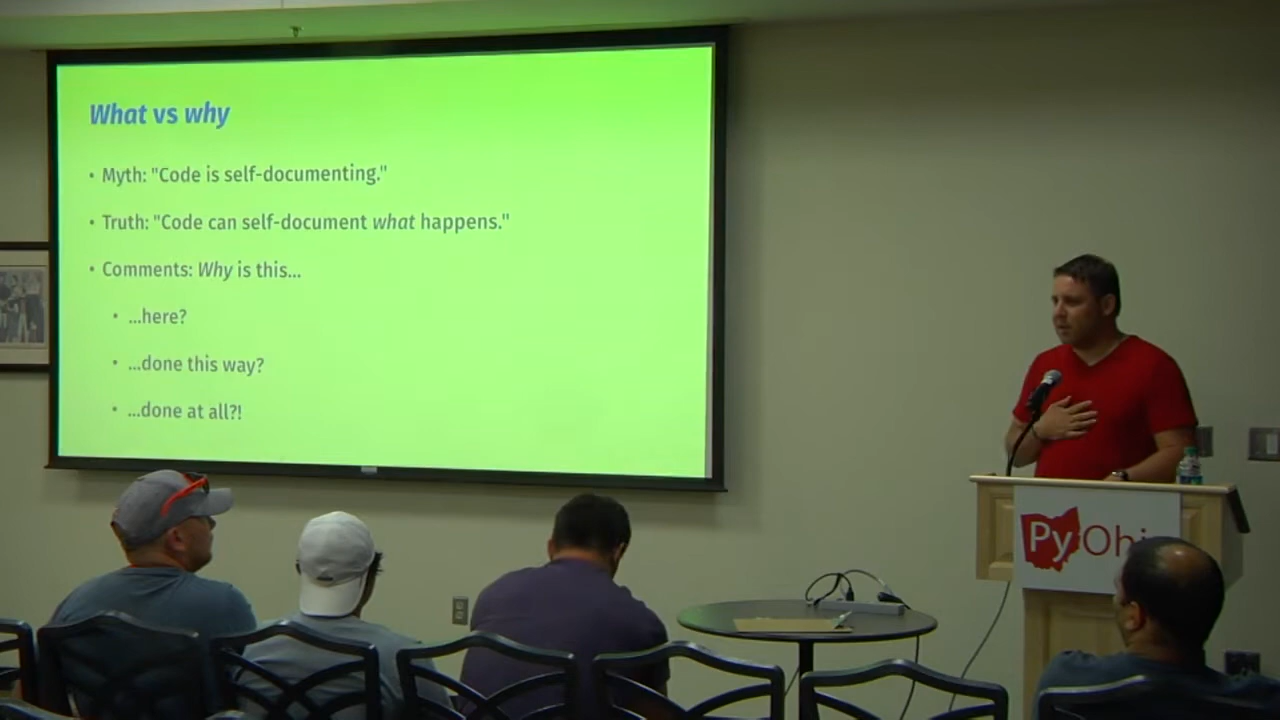 What vs why
• Myth: "Code is self-documenting."
• Truth: "Code can self-document what happens."
• Comments: Why is this...
• ...here?
• ...done this way?
• ...done at all?!
PyOhi